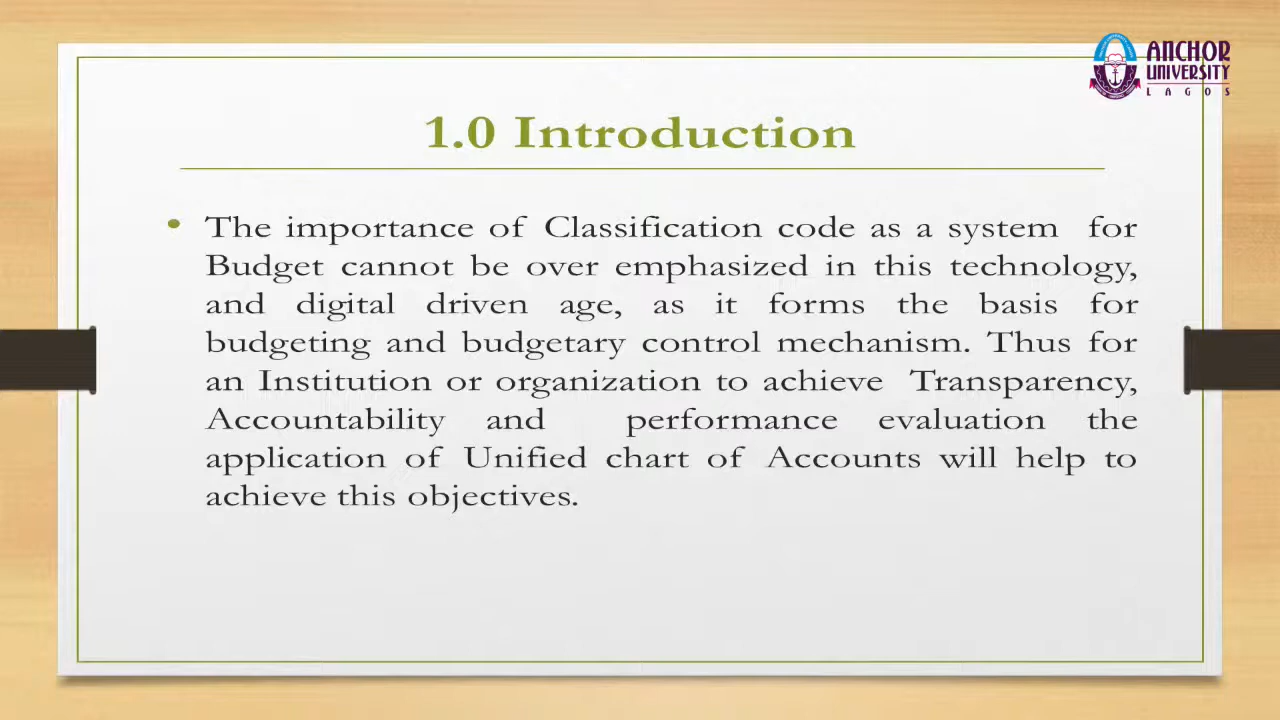 ANCHOR
UNIVERSITY
LAGOS
1.0 Introduction
• The importance of Classification code as a system for
Budget cannot be over emphasized in this technology,
and digital driven age, as it forms the basis for
budgeting and budgetary control mechanism. Thus for
an Institution or organization to achieve Transparency,
Accountability and performance evaluation the
application of Unified chart of Accounts will help to
achieve this objectives.